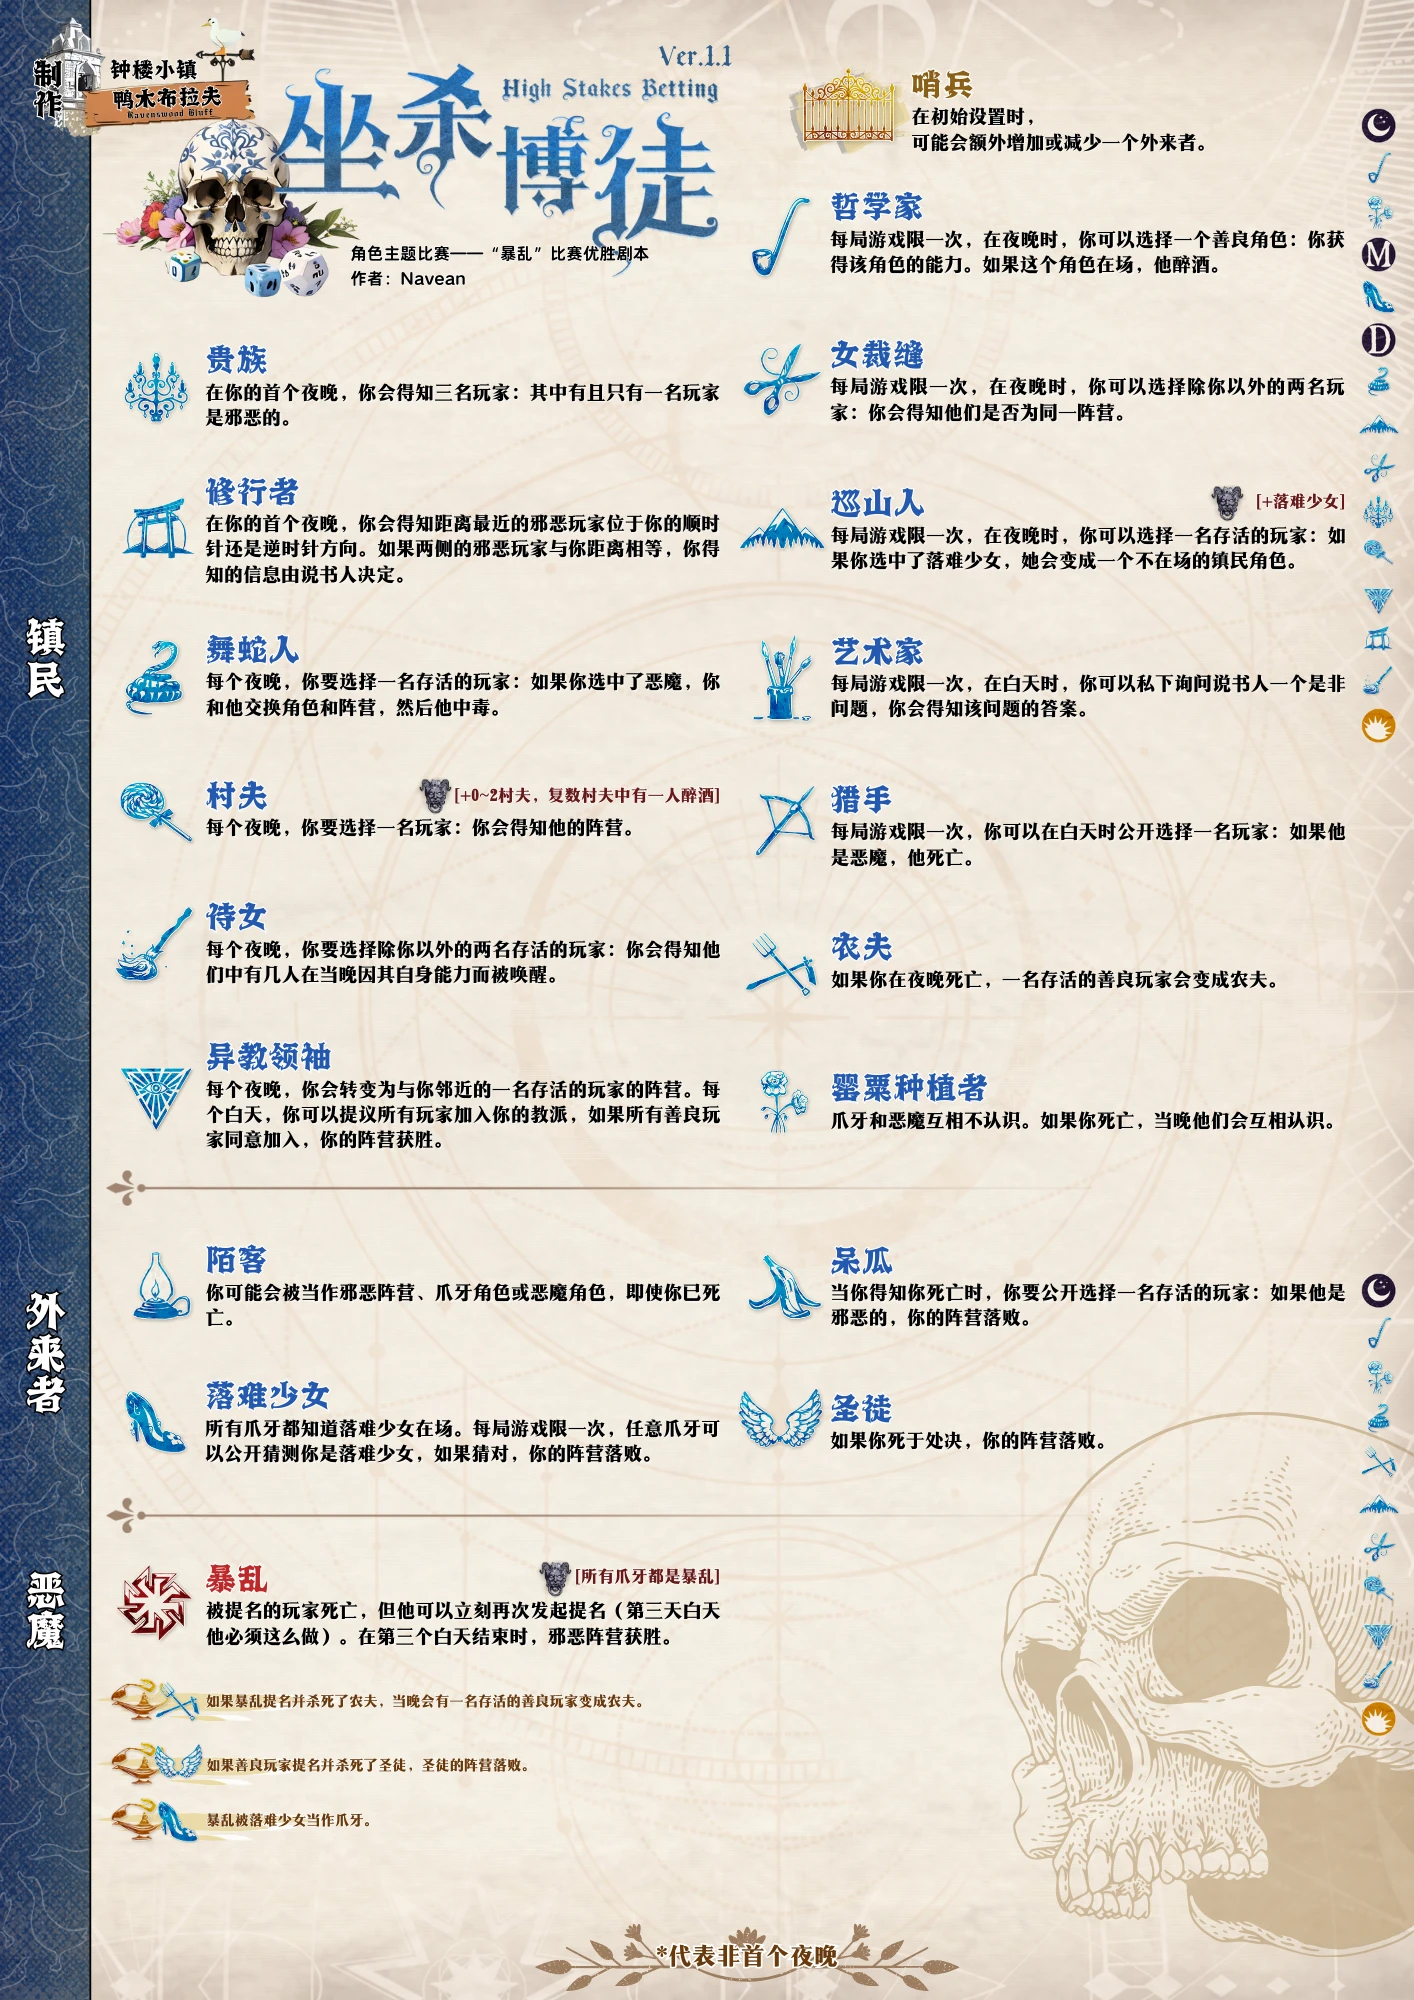 制作
钟楼小镇
鸭木布拉夫
Ravenswood Bluff
Ver.1.1
High Stakes Betting
坐杀博徒
角色主题比赛——“暴乱”比赛优胜剧本
作者：Navean
哨兵
在初始设置时，
可能会额外增加或减少一个外来者。
镇民
贵族
在你的首个夜晚，你会得知三名玩家：其中有且只有一名玩家
是邪恶的。
修行者
在你的首个夜晚，你会得知距离最近的邪恶玩家位于你的顺时
针还是逆时针方向。如果两侧的邪恶玩家与你距离相等，你得
知的信息由说书人决定。
舞蛇人
每个夜晚，你要选择一名存活的玩家：如果你选中了恶魔，你
和他交换角色和阵营，然后他中毒。
村夫
[+0~2村夫，复数村夫中有一人醉酒]
每个夜晚，你要选择一名玩家：你会得知他的阵营。
侍女
每个夜晚，你要选择除你以外的两名存活的玩家：你会得知他
们中有几人在当晚因其自身能力而被唤醒。
异教领袖
每个夜晚，你会转变为与你邻近的一名存活的玩家的阵营。每
个白天，你可以提议所有玩家加入你的教派，如果所有善良玩
家同意加入，你的阵营获胜。
哲学家
每局游戏限一次，在夜晚时，你可以选择一个善良角色：你获
得该角色的能力。如果这个角色在场，他醉酒。
女裁缝
每局游戏限一次，在夜晚时，你可以选择除你以外的两名玩
家：你会得知他们是否为同一阵营。
巡山人
[+落难少女]
每局游戏限一次，在夜晚时，你可以选择一名存活的玩家：如
果你选中了落难少女，她会变成一个不在场的镇民角色。
艺术家
每局游戏限一次，在白天时，你可以私下询问说书人一个是非
问题，你会得知该问题的答案。
猎手
每局游戏限一次，你可以在白天时公开选择一名玩家：如果他
是恶魔，他死亡。
农夫
如果你在夜晚死亡，一名存活的善良玩家会变成农夫。
罂粟种植者
爪牙和恶魔互相不认识。如果你死亡，当晚他们会互相认识。
M
D
外来者
陌客
你可能会被当作邪恶阵营、爪牙角色或恶魔角色，即使你已死
亡。
落难少女
所有爪牙都知道落难少女在场。每局游戏限一次，任意爪牙可
以公开猜测你是落难少女，如果猜对，你的阵营落败。
呆瓜
当你得知你死亡时，你要公开选择一名存活的玩家：如果他是
邪恶的，你的阵营落败。
圣徒
如果你死于处决，你的阵营落败。
恶魔
暴乱
[所有爪牙都是暴乱]
被提名的玩家死亡，但他可以立刻再次发起提名（第三天白天
他必须这么做）。在第三个白天结束时，邪恶阵营获胜。
如果暴乱提名并杀死了农夫，当晚会有一名存活的善良玩家变成农夫。
如果善良玩家提名并杀死了圣徒，圣徒的阵营落败。
暴乱被落难少女当作爪牙。
*代表非首个夜晚